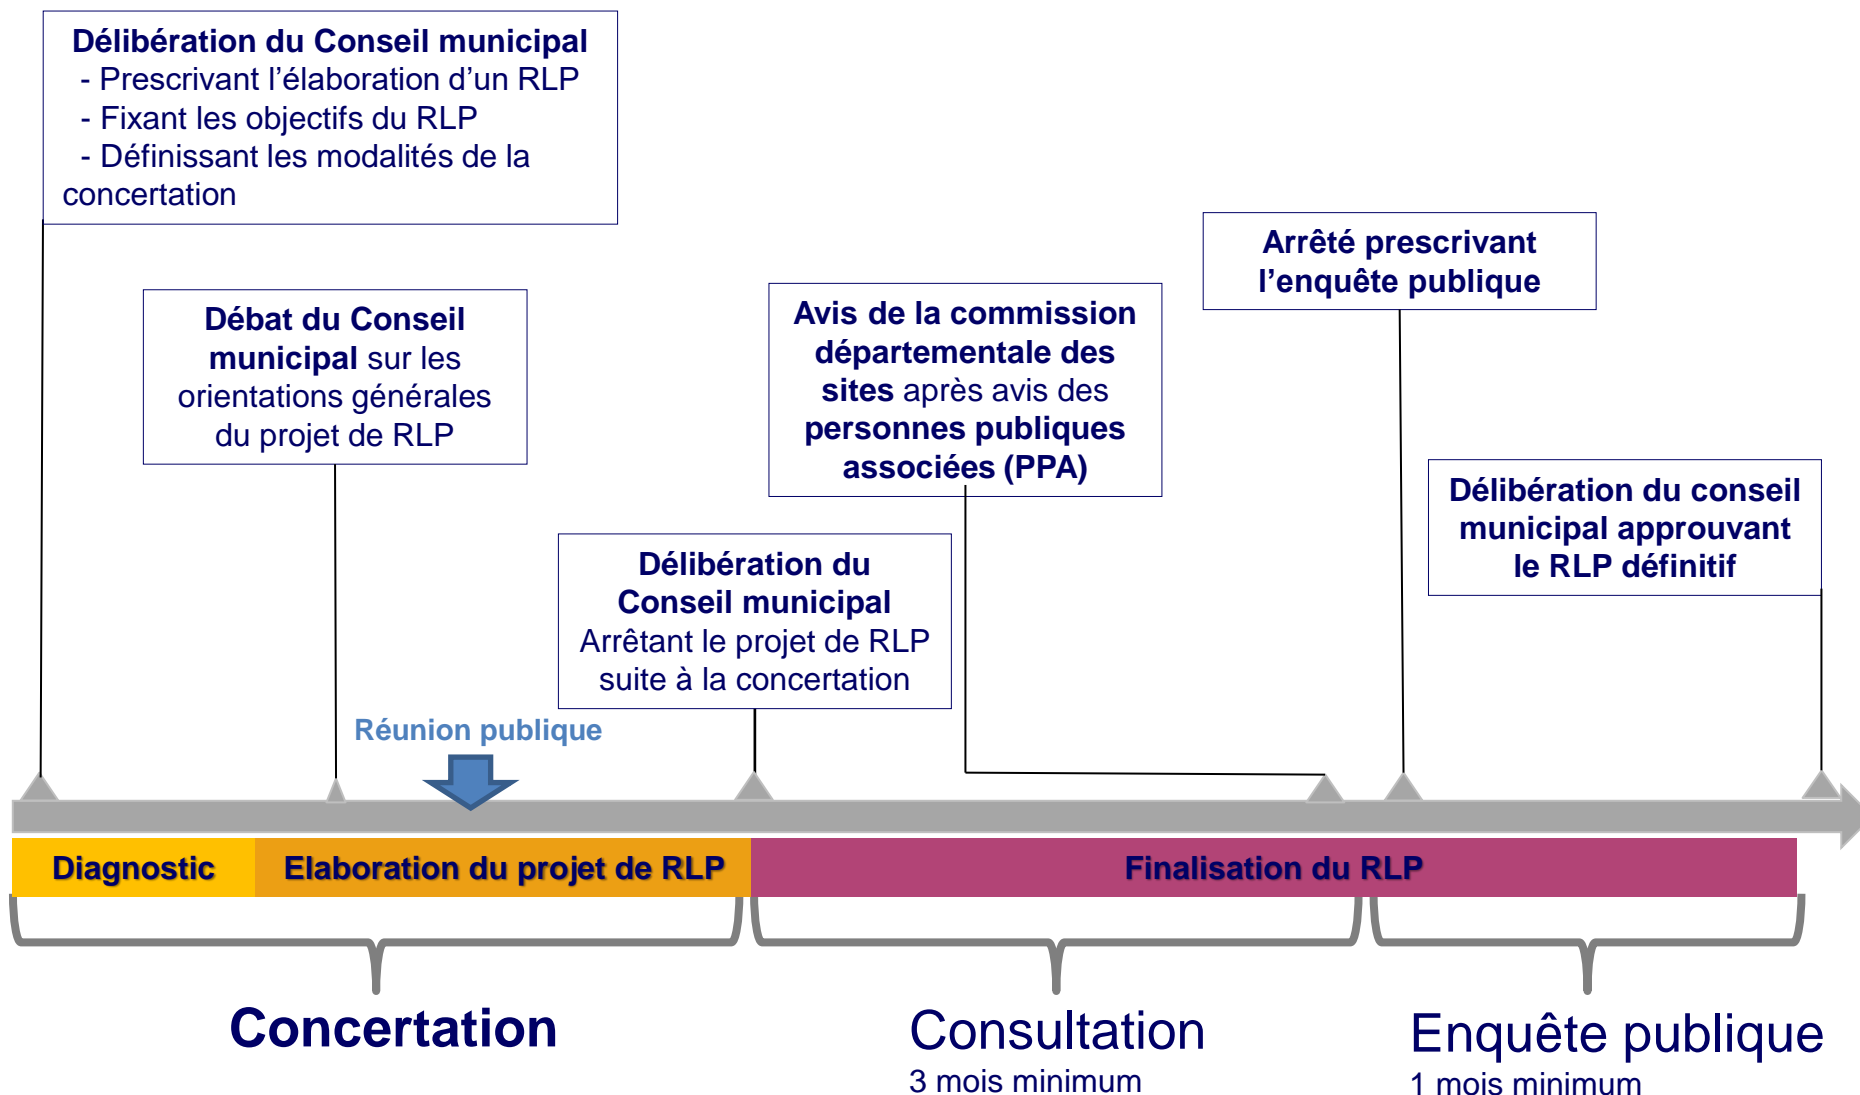 Délibération du Conseil municipal
- Prescrivant l’élaboration d’un RLP
- Fixant les objectifs du RLP
- Définissant les modalités de la
concertation
Arrêté prescrivant
l’enquête publique
Débat du Conseil
municipal sur les
orientations générales
du projet de RLP
Avis de la commission
départementale des
sites après avis des
personnes publiques
associées (PPA)
Délibération du conseil
municipal approuvant
le RLP définitif
Délibération du
Conseil municipal
Arrêtant le projet de RLP
suite à la concertation
Réunion publique
Diagnostic
Elaboration du projet de RLP
Finalisation du RLP
Concertation
Consultation
3 mois minimum
Enquête publique
1 mois minimum